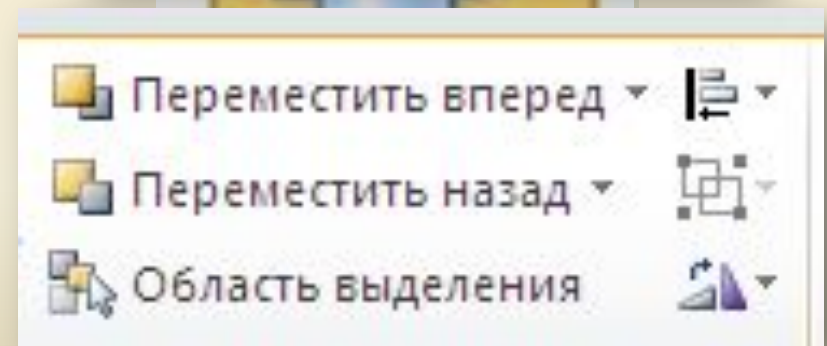 Переместить вперед
Переместить назад
Область выделения